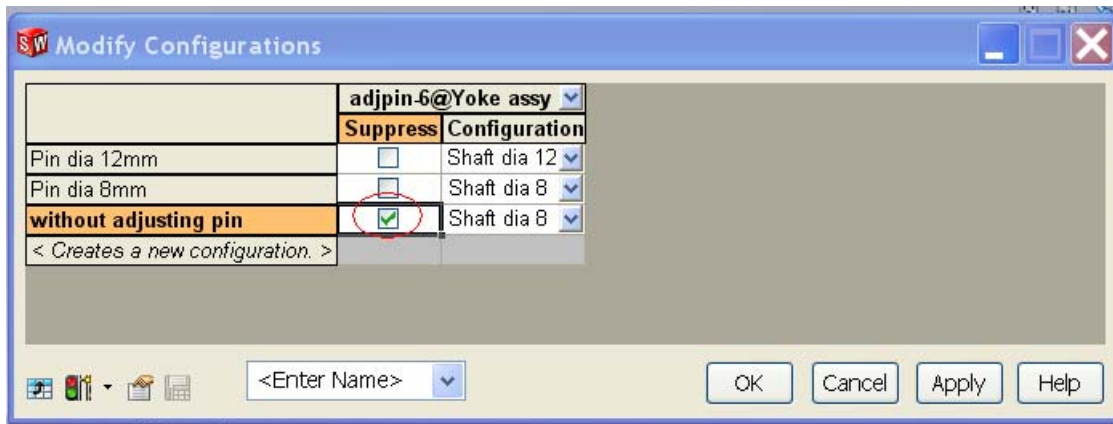 SW Modify Configurations
adjpin-6@Yoke assy
Suppress Configuration
Pin dia 12mm Shaft dia 12
Pin dia 8mm Shaft dia 8
without adjusting pin Shaft dia 8
< Creates a new configuration. >
<Enter Name> OK Cancel Apply Help